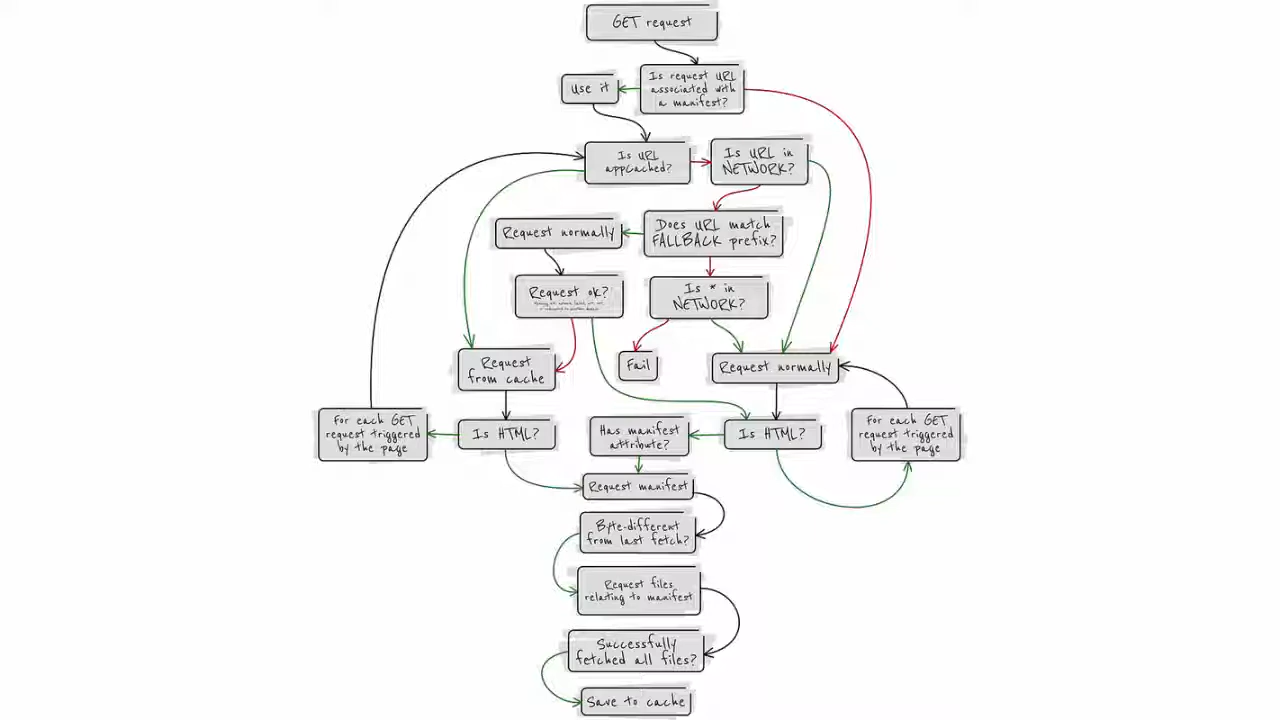 GET request
Is request URL
associated with
a manifest?
Use it
Is URL
appcached?
Is URL in
NETWORK?
Does URL match
FALLBACK prefix?
Request normally
Request ok?
Is * in
NETWORK?
Request
from cache
Fail
Request normally
For each GET
request triggered
by the page
Is HTML?
Has manifest
attribute?
Is HTML?
For each GET
request triggered
by the page
Request manifest
Byte-different
from last fetch?
Request files
relating to manifest
Successfully
fetched all files?
Save to cache